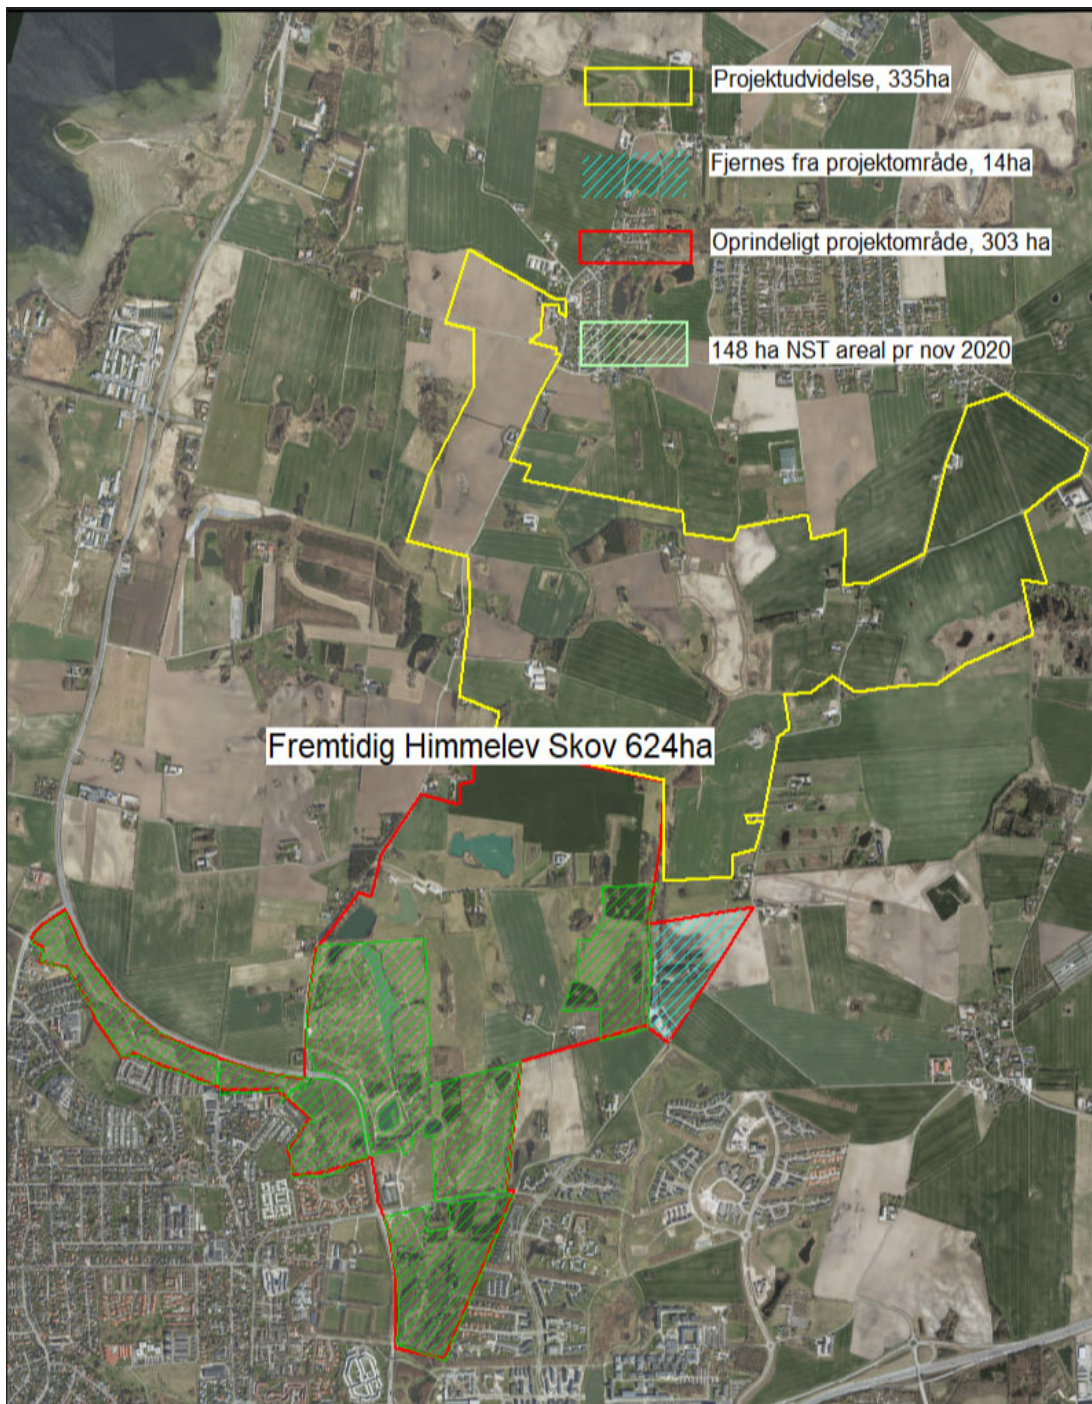 Projektudvidelse, 335ha
Fjernes fra projektområde, 14ha
Oprindeligt projektområde, 303 ha
148 ha NST areal pr nov 2020
Fremtidig Himmelev Skov 624ha